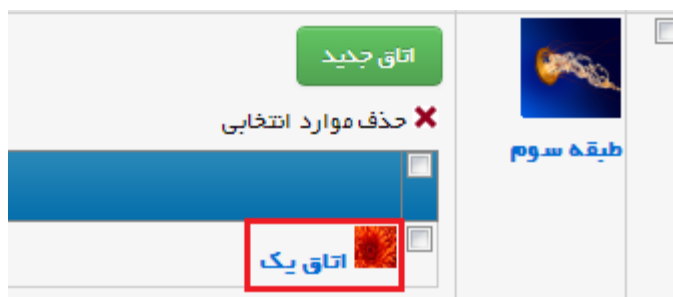 طبقه سوم
اتاق جدید
حذف موارد انتخابی
اتاق یک